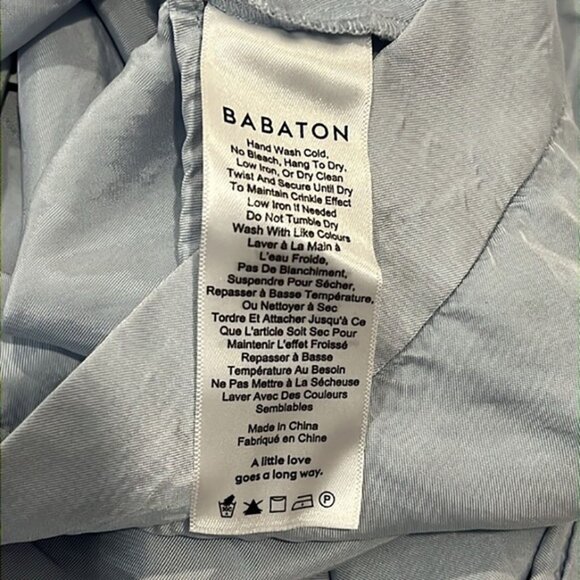 BABATON
Hand Wash Cold,
No Bleach, Hang To Dry,
Low Iron, Or Dry Clean
Twist And Secure Until Dry
To Maintain Crinkle Effect
Low Iron If Needed
Do Not Tumble Dry
Wash With Like Colours
Laver à La Main à
L'eau Froide,
Pas De Blanchiment,
Suspendre Pour Sécher,
Repasser à Basse Température,
Ou Nettoyer à Sec
Tordre Et Attacher Jusqu'à Ce
Que L'article Soit Sec Pour
Maintenir L'effet Froissé
Repasser à Basse
Température Au Besoin
Ne Pas Mettre à La Sécheuse
Laver Avec Des Couleurs
Semblables
Made in China
Fabriqué en Chine
A little love
goes a long way.
P